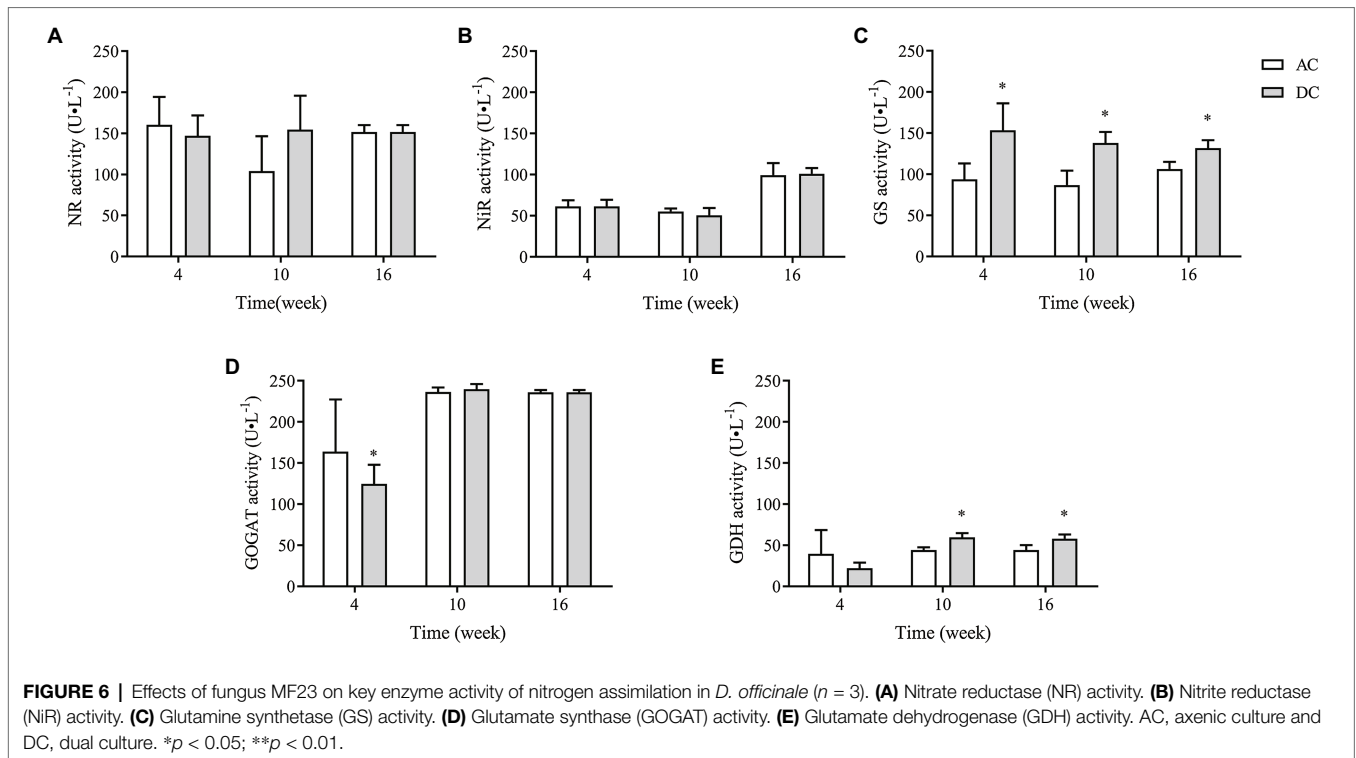 A
250
200
150
100
50
0
NR activity (U•L⁻¹)
4 10 16
Time(week)
B
250
200
150
100
50
0
NiR activity (U•L⁻¹)
4 10 16
Time (week)
C
250
200
150
100
50
0
GS activity (U•L⁻¹)
* * *
4 10 16
Time (week)
AC
DC
D
250
200
150
100
50
0
GOGAT activity (U•L⁻¹)
*
4 10 16
Time (week)
E
250
200
150
100
50
0
GDH activity (U•L⁻¹)
* *
4 10 16
Time (week)
FIGURE 6 | Effects of fungus MF23 on key enzyme activity of nitrogen assimilation in D. officinale (n = 3). (A) Nitrate reductase (NR) activity. (B) Nitrite reductase
(NiR) activity. (C) Glutamine synthetase (GS) activity. (D) Glutamate synthase (GOGAT) activity. (E) Glutamate dehydrogenase (GDH) activity. AC, axenic culture and
DC, dual culture. *p < 0.05; **p < 0.01.